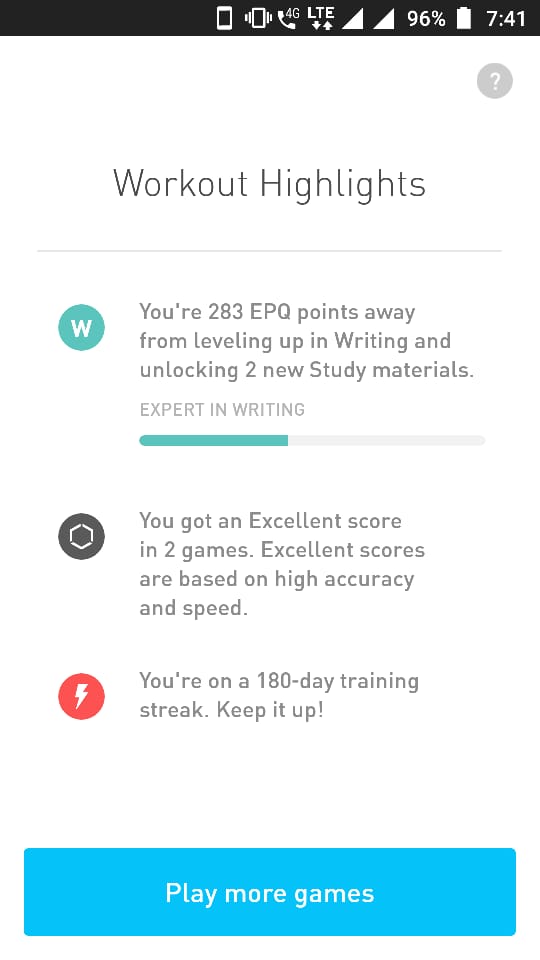 4G LTE 96% 7:41
?
Workout Highlights
W
You're 283 EPQ points away
from leveling up in Writing and
unlocking 2 new Study materials.
EXPERT IN WRITING
You got an Excellent score
in 2 games. Excellent scores
are based on high accuracy
and speed.
You're on a 180-day training
streak. Keep it up!
Play more games